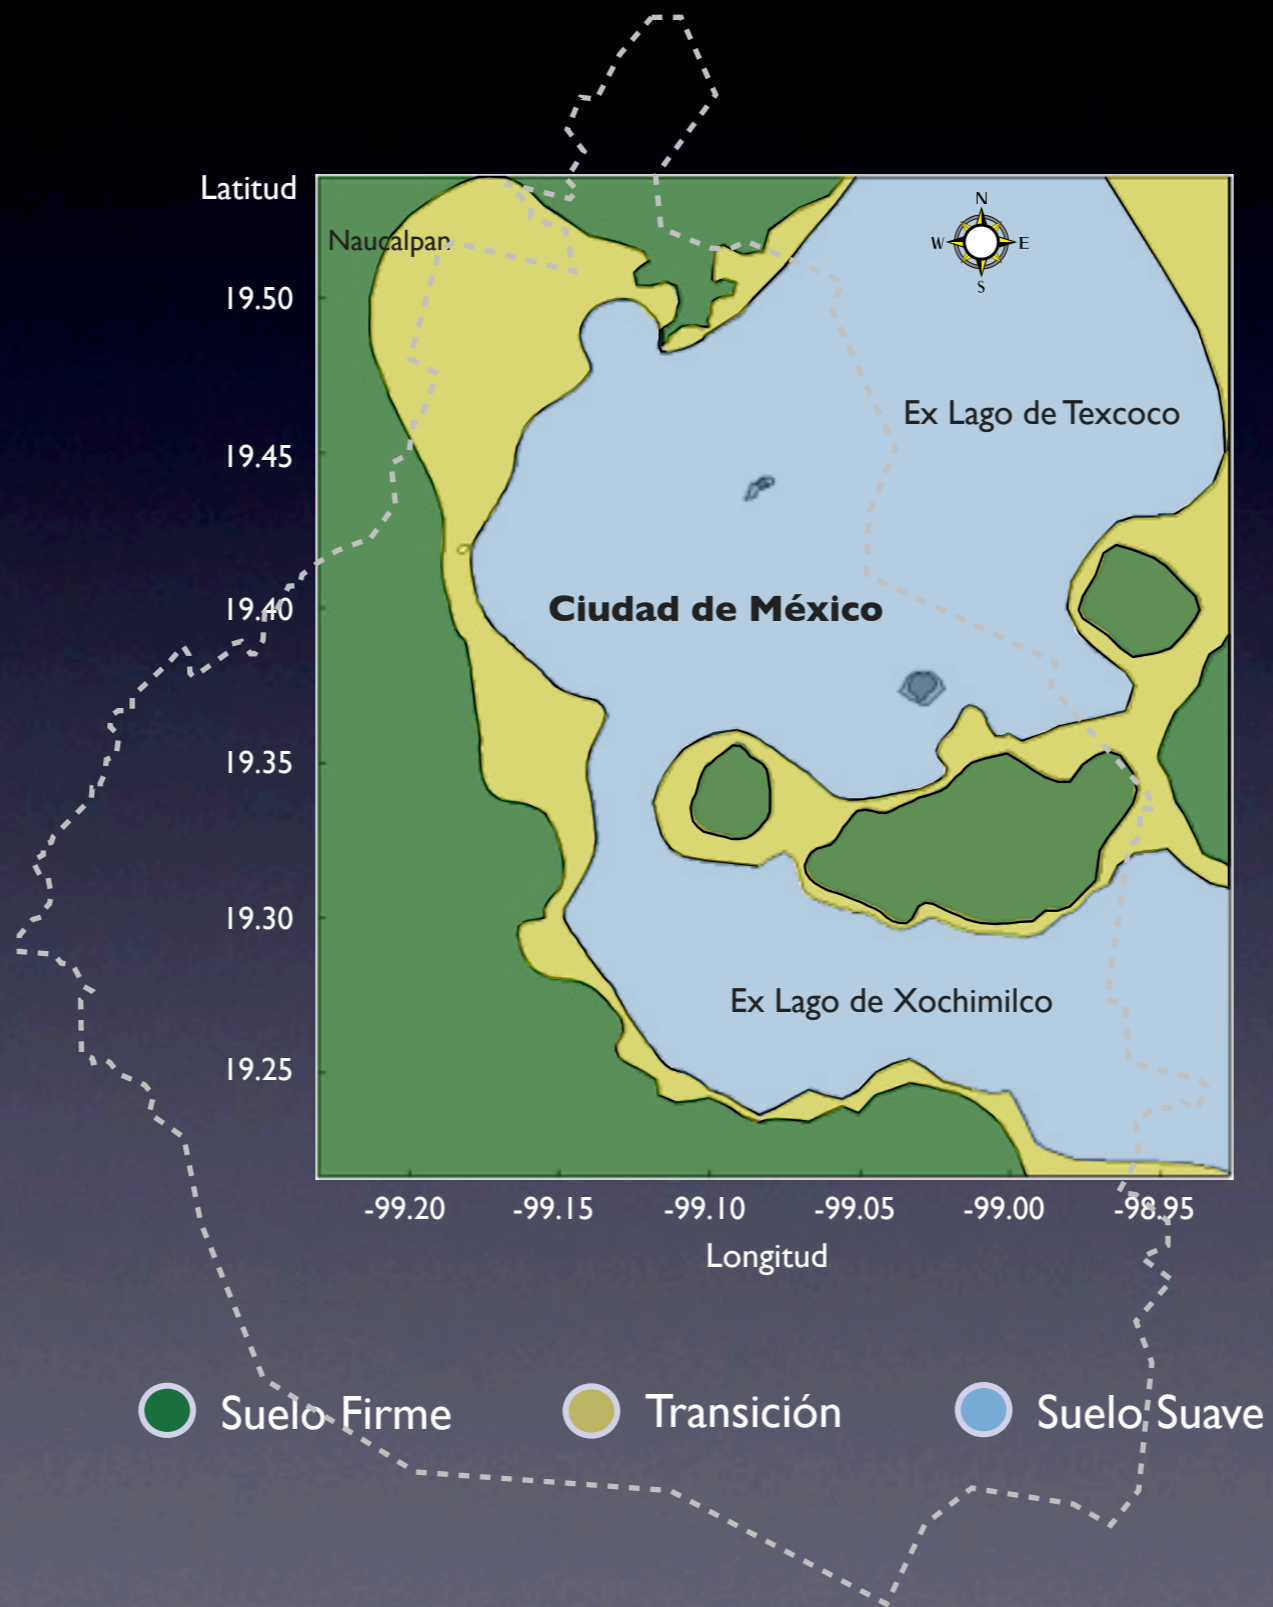 Latitud
N
W E
S
Naucalpan
19.50
Ex Lago de Texcoco
19.45
19.40
Ciudad de México
19.35
19.30
Ex Lago de Xochimilco
19.25
-99.20 -99.15 -99.10 -99.05 -99.00 -98.95
Longitud
Suelo Firme Transición Suelo Suave